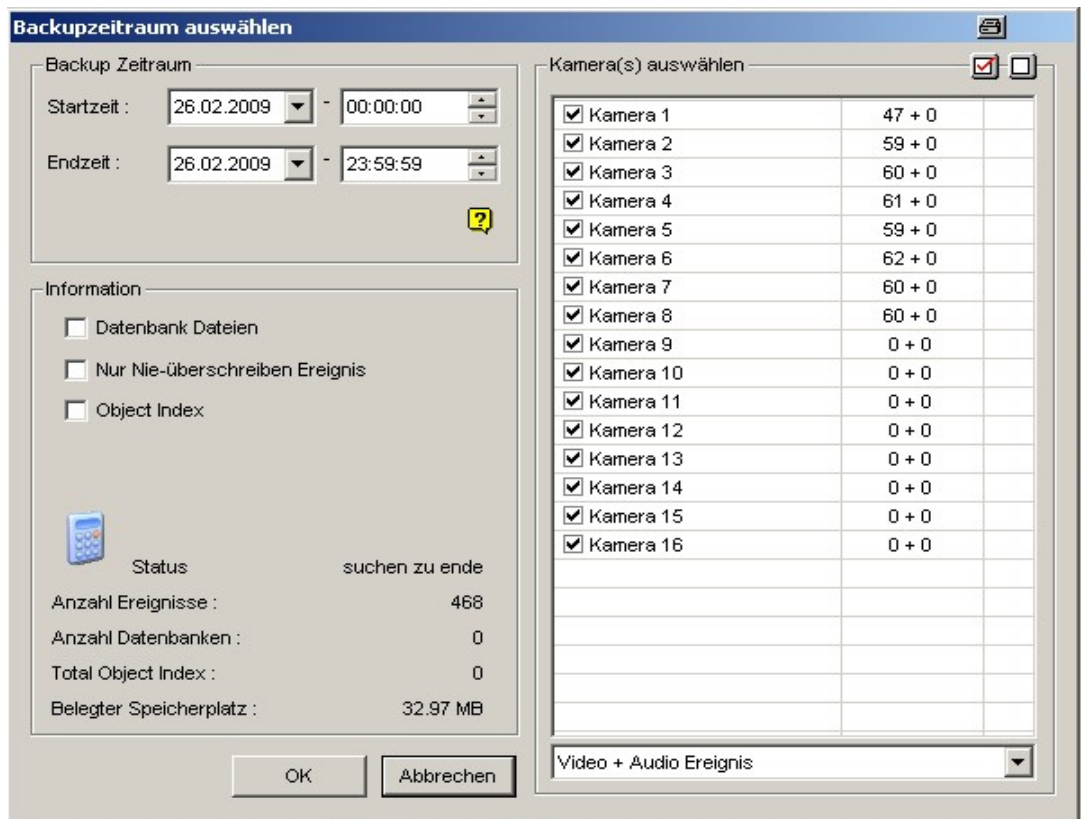 Backupzeitraum auswählen
Backup Zeitraum
Startzeit : 26.02.2009 - 00:00:00
Endzeit : 26.02.2009 - 23:59:59
?
Information
Datenbank Dateien
Nur Nie-überschreiben Ereignis
Object Index
Status suchen zu ende
Anzahl Ereignisse : 468
Anzahl Datenbanken : 0
Total Object Index : 0
Belegter Speicherplatz : 32.97 MB
OK Abbrechen
Kamera(s) auswählen
Kamera 1 47 + 0
Kamera 2 59 + 0
Kamera 3 60 + 0
Kamera 4 61 + 0
Kamera 5 59 + 0
Kamera 6 62 + 0
Kamera 7 60 + 0
Kamera 8 60 + 0
Kamera 9 0 + 0
Kamera 10 0 + 0
Kamera 11 0 + 0
Kamera 12 0 + 0
Kamera 13 0 + 0
Kamera 14 0 + 0
Kamera 15 0 + 0
Kamera 16 0 + 0
Video + Audio Ereignis